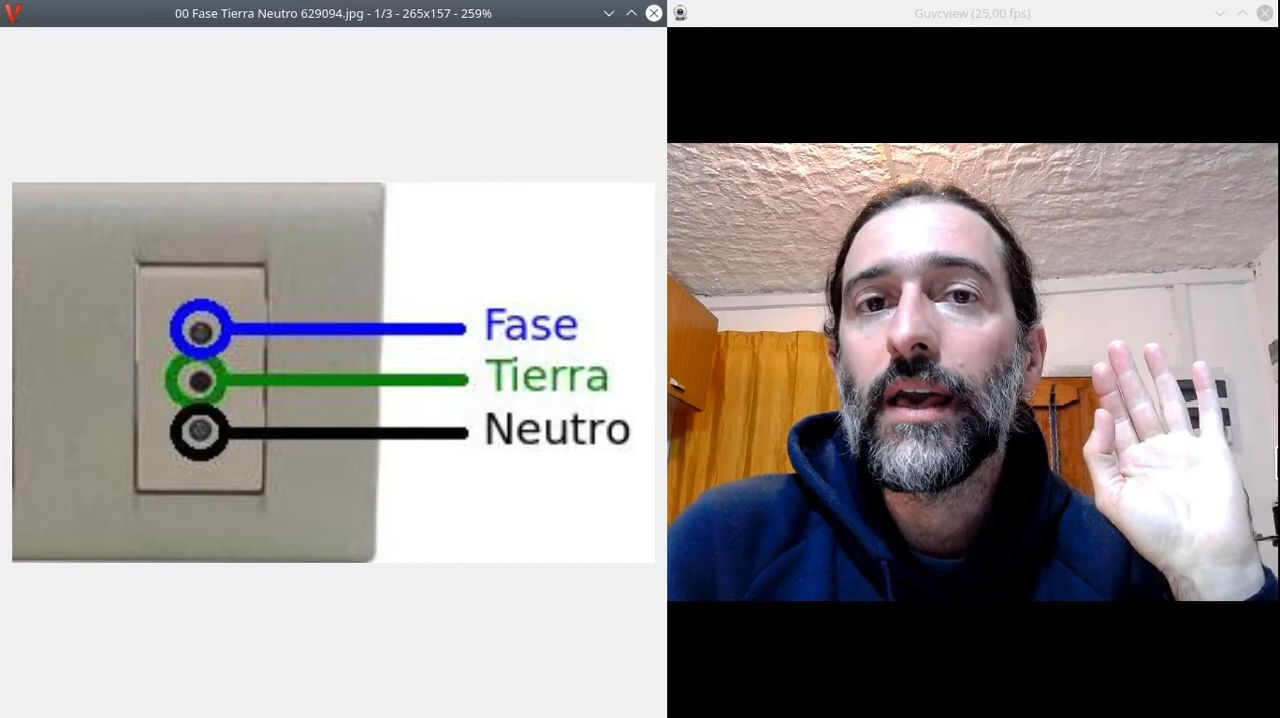 00 Fase Tierra Neutro 629094.jpg - 1/3 - 265x157 - 259%
Guvcview (25,00 fps)
Fase
Tierra
Neutro